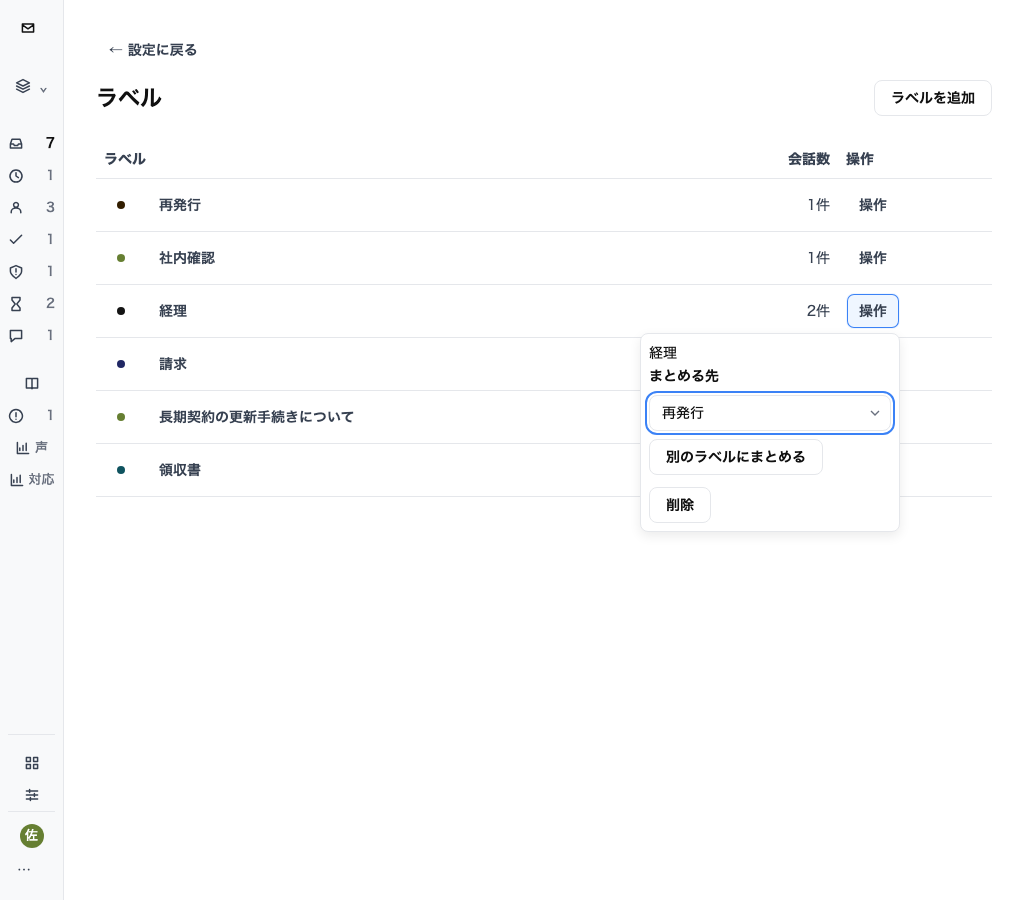 ← 設定に戻る
ラベル
ラベルを追加
ラベル 会話数 操作
再発行 1件 操作
社内確認 1件 操作
経理 2件 操作
請求
長期契約の更新手続きについて
領収書
経理
まとめる先
再発行
別のラベルにまとめる
削除
7
1
3
1
1
2
1
1
声
対応
佐
…